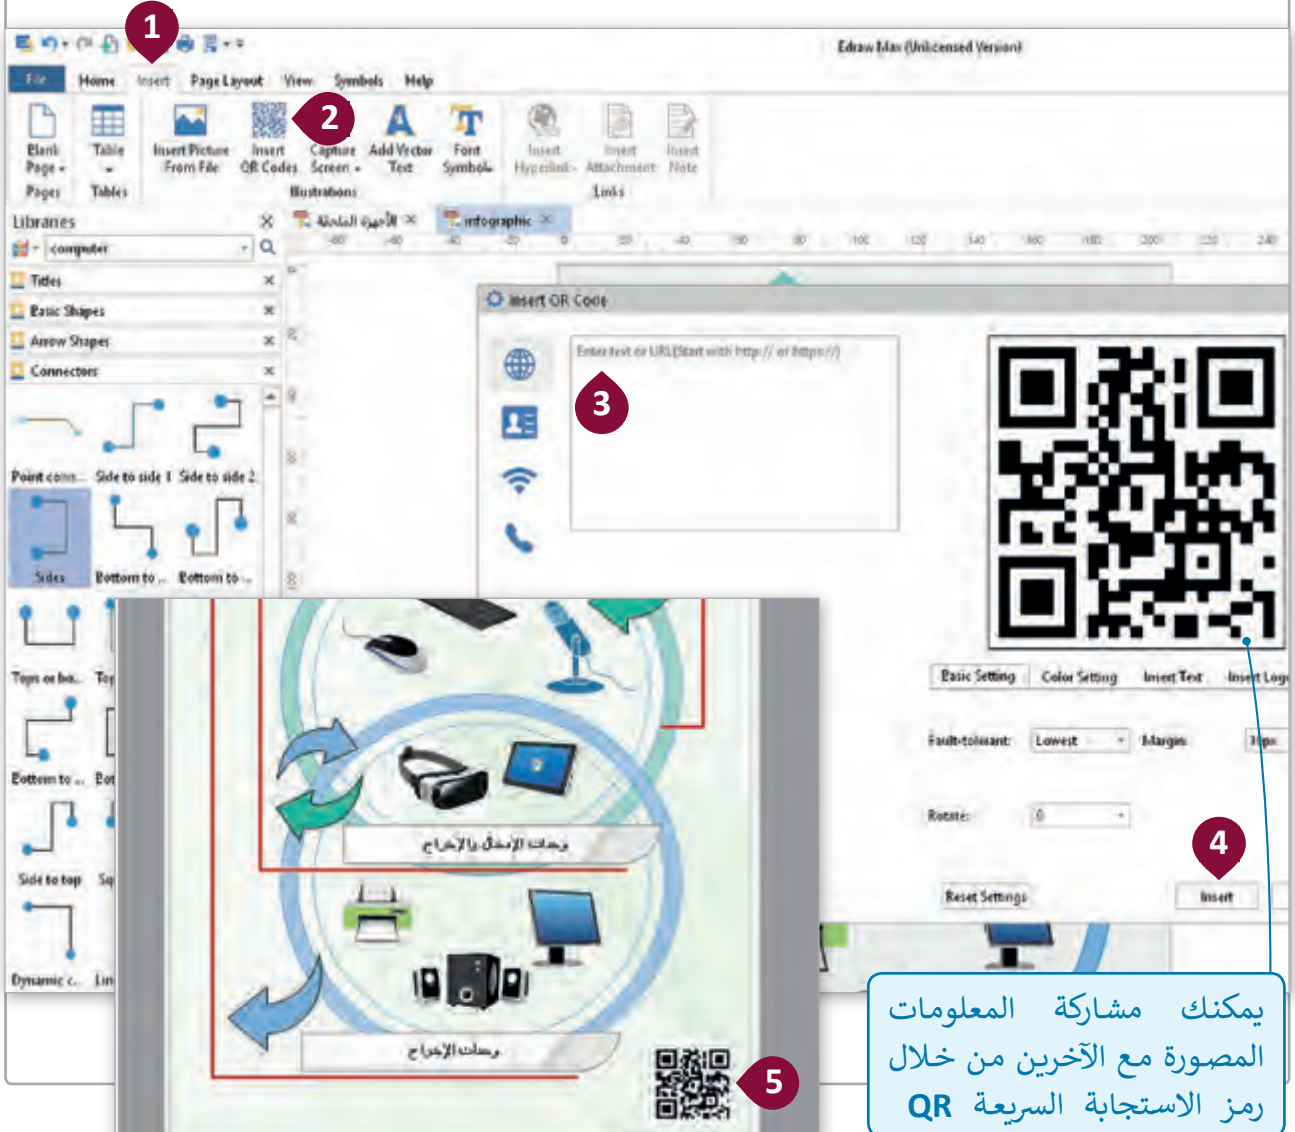 1
Edraw Max (Unlicensed Version)
File Home Insert Page Layout View Symbols Help
2
Blank Page
Table
Insert Picture From File
Insert QR Codes
Capture Screen
Add Vector Text
Font Symbol
Insert Hyperlink
Insert Attachment
Insert Note
Pages Tables Illustrations Links
Libraries
الأجهزة الملحقة
infographic
computer
Titles
Basic Shapes
Arrow Shapes
Connectors
Point conn...
Side to side 1
Side to side 2
Sides
Bottom to ...
Bottom to ...
Tops or bo...
Bottom to ...
Side to top
Dynamic c...
Insert QR Code
Enter text or URL(Start with http:// or https://)
3
Basic Setting Color Setting Insert Text Insert Logo
Fault-tolerant: Lowest Margin:
Rotate: 0
4
Reset Settings Insert
وحدات الإدخال والإخراج
وحدات الإخراج
5
يمكنك مشاركة المعلومات
المصورة مع الآخرين من خلال
رمز الاستجابة السريعة QR